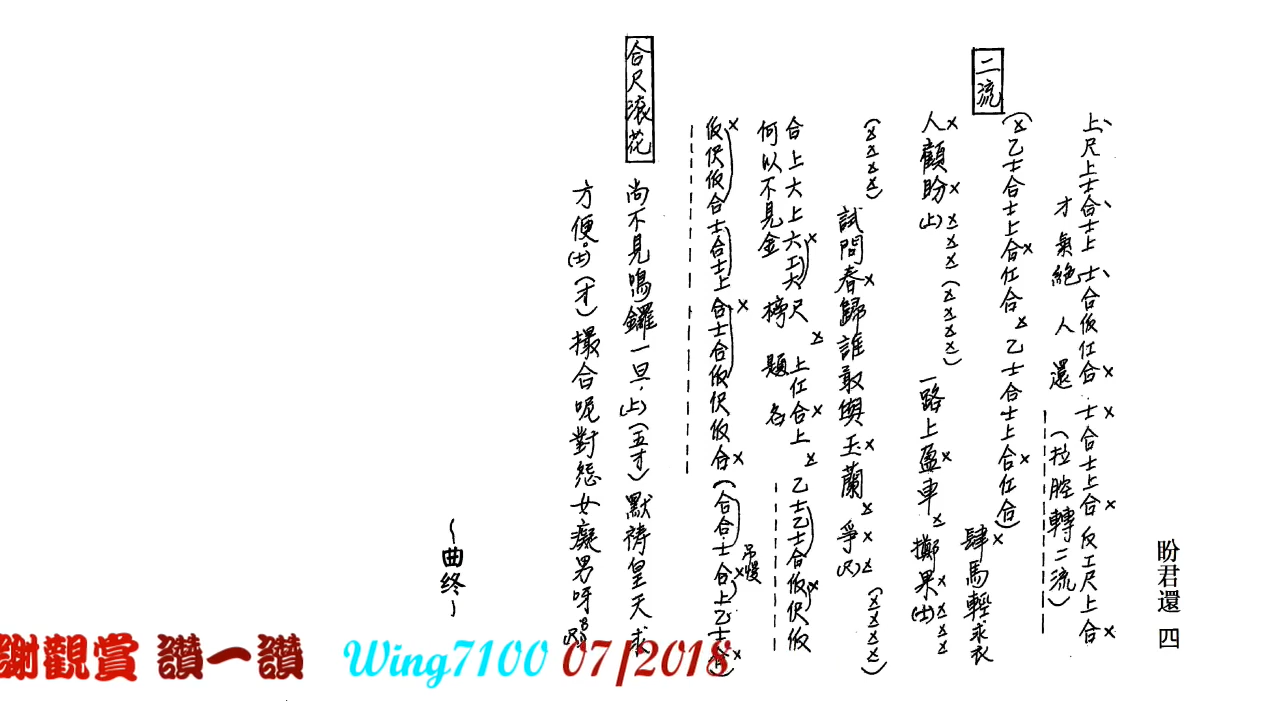 盼君還 四
上尺上士合士上 士合仮仜合 士合士上合 反工尺上合
才氣絕 人 還 (拉腔轉二流)
二流
(乙士合士上合仜合 乙士合士上合仜合) 肆馬輕裘衣
人顧盼 (上) 一路上盈車 擲果 (士)
試問春歸誰敢與玉蘭 爭 (尺)
合上大上六工六尺 上仜合上 乙士乙士合仮伬仮
何以不見金 榜 題 名
仮伬仮合士合士上 合士合仮伬仮合 (合合士合上乙士合)
吊慢
合尺滾花
尚不見鳴鑼一旦,(上) (五才) 默禱皇天求
方便。(士) (才) 撮合呢對怨女癡男呀 (尺)
~曲終~
謝觀賞 讚一讚 Wing7100 07/2018